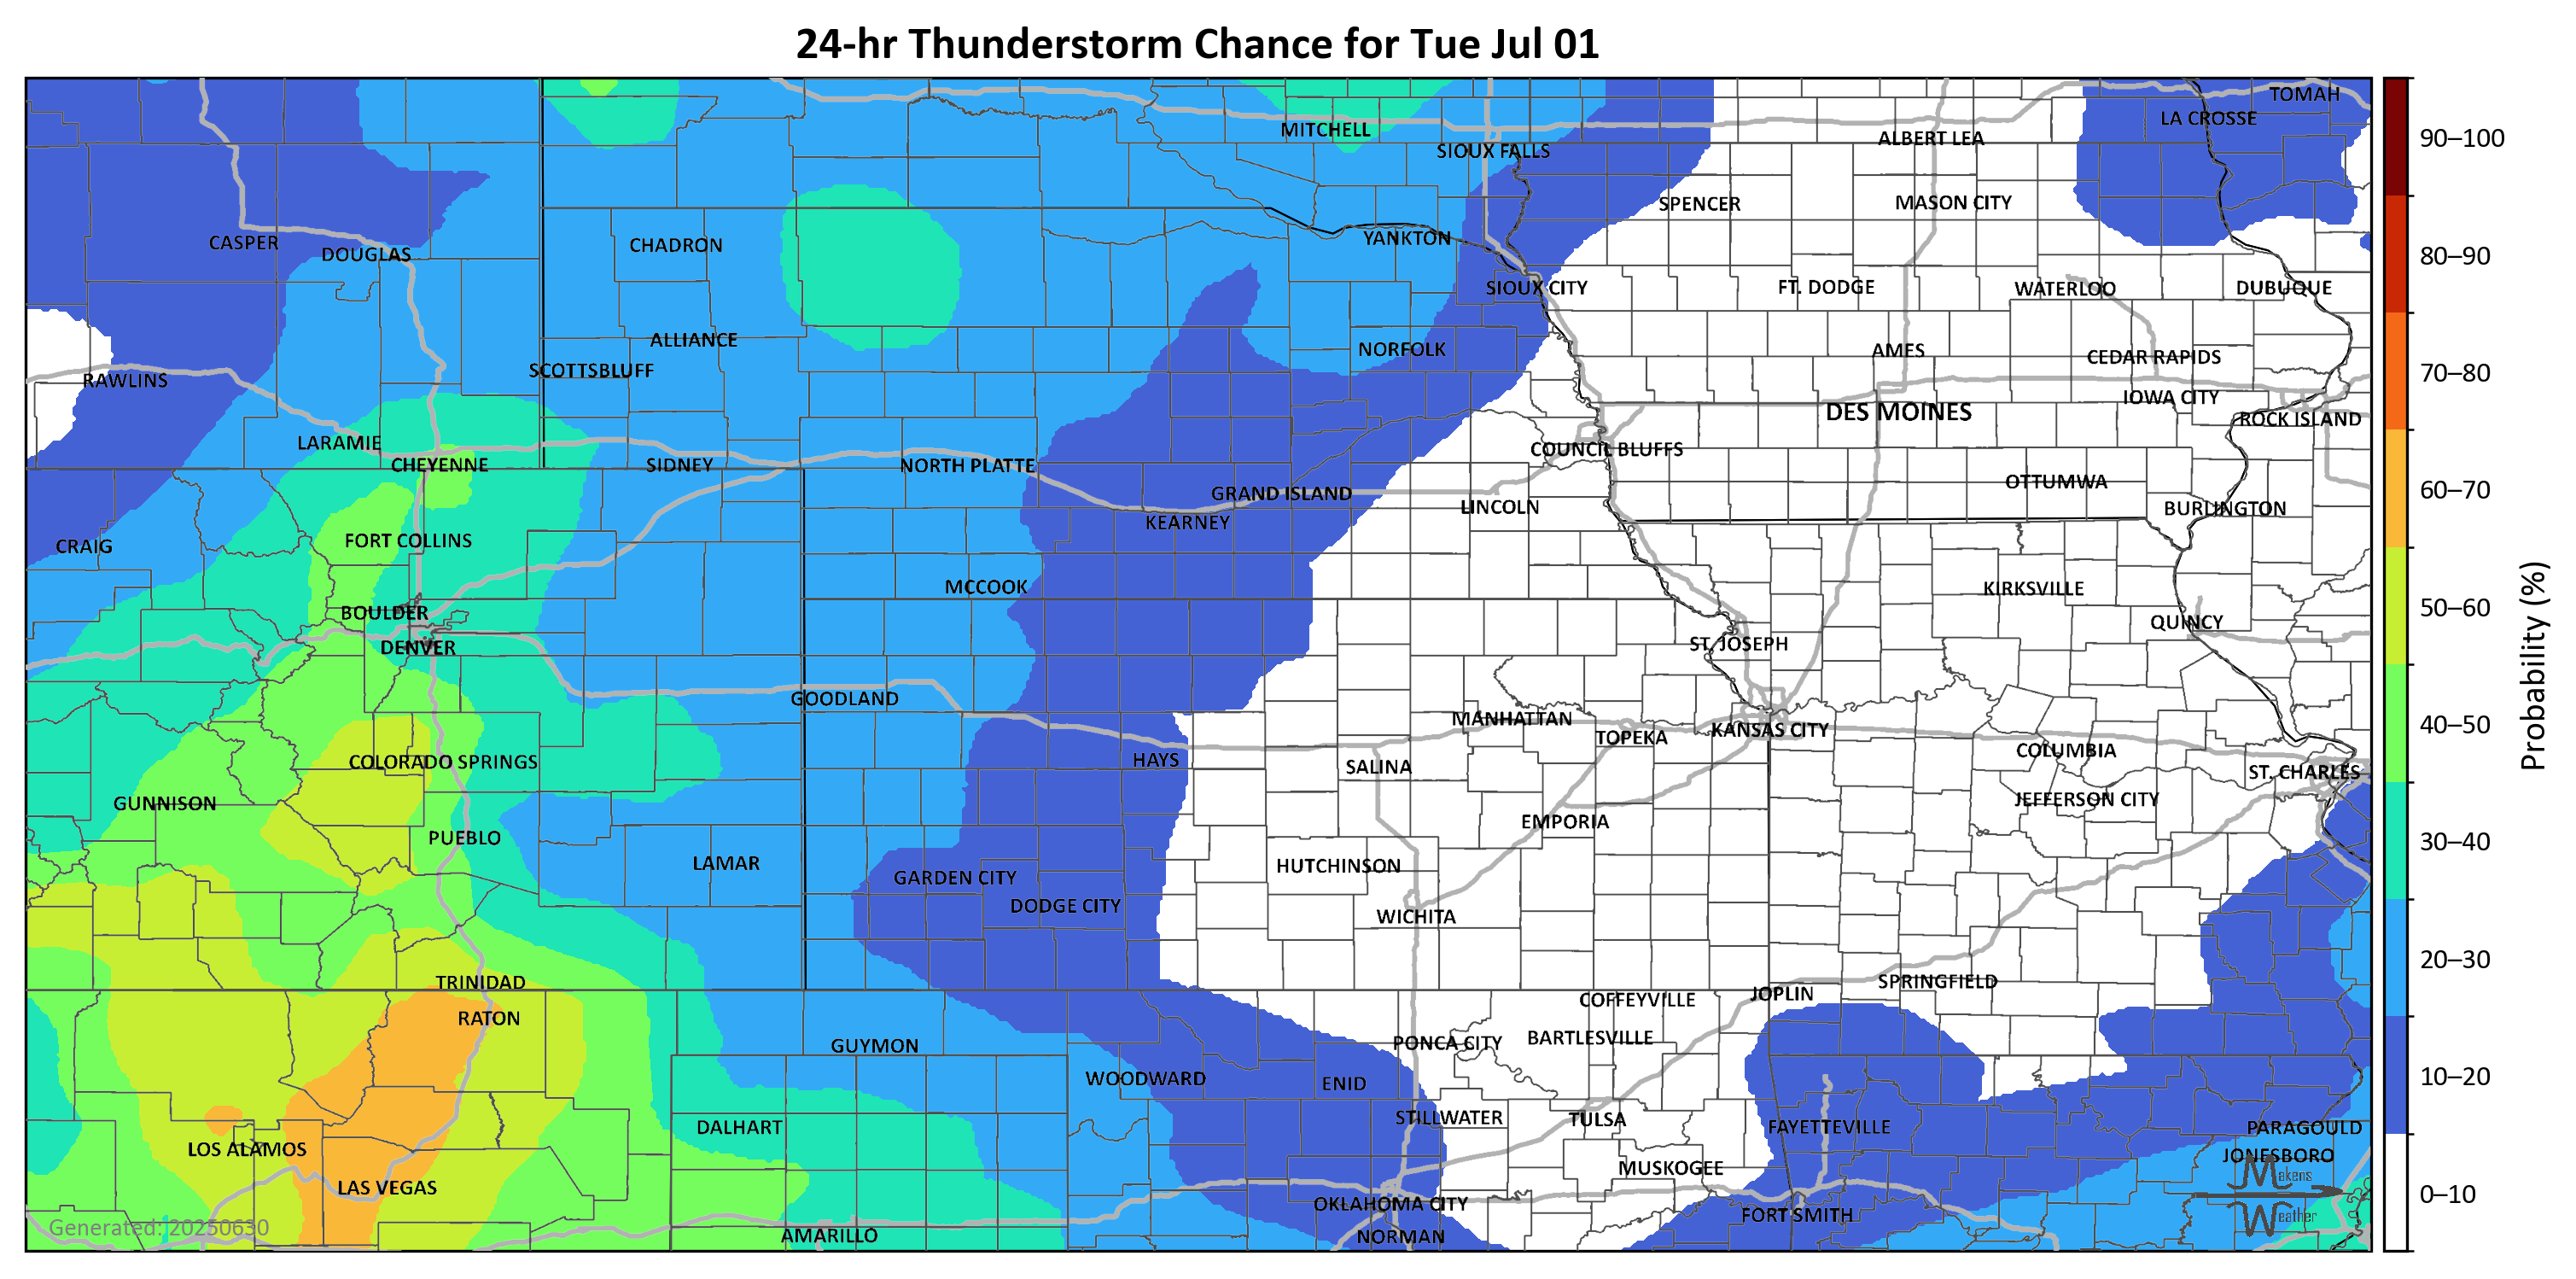 24-hr Thunderstorm Chance for Tue Jul 01
TOMAH
LA CROSSE
MITCHELL
ALBERT LEA
SIOUX FALLS
SPENCER
MASON CITY
CASPER
DOUGLAS
CHADRON
YANKTON
SIOUX CITY
FT. DODGE
WATERLOO
DUBUQUE
ALLIANCE
NORFOLK
AMES
CEDAR RAPIDS
SCOTTSBLUFF
RAWLINS
IOWA CITY
DES MOINES
ROCK ISLAND
LARAMIE
COUNCIL BLUFFS
CHEYENNE
SIDNEY
NORTH PLATTE
OTTUMWA
GRAND ISLAND
LINCOLN
BURLINGTON
KEARNEY
CRAIG
FORT COLLINS
MCCOOK
KIRKSVILLE
BOULDER
QUINCY
DENVER
ST. JOSEPH
GOODLAND
MANHATTAN
KANSAS CITY
TOPEKA
COLUMBIA
COLORADO SPRINGS
HAYS
SALINA
ST. CHARLES
GUNNISON
JEFFERSON CITY
EMPORIA
PUEBLO
LAMAR
HUTCHINSON
GARDEN CITY
DODGE CITY
WICHITA
TRINIDAD
SPRINGFIELD
JOPLIN
COFFEYVILLE
RATON
BARTLESVILLE
PONCA CITY
GUYMON
WOODWARD
ENID
STILLWATER
TULSA
DALHART
FAYETTEVILLE
PARAGOULD
LOS ALAMOS
JONESBORO
MUSKOGEE
LAS VEGAS
OKLAHOMA CITY
FORT SMITH
AMARILLO
NORMAN
Generated: 20250630
Makens
Weather
90–100
80–90
70–80
60–70
50–60
40–50
30–40
20–30
10–20
0–10
Probability (%)